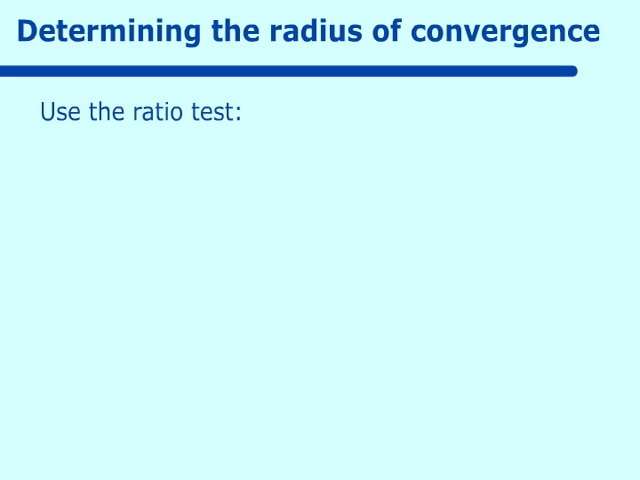 Determining the radius of convergence
Use the ratio test: